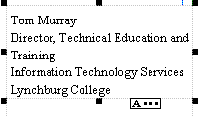 Tom Murray
Director, Technical Education and
Training
Information Technology Services
Lynchburg College
A